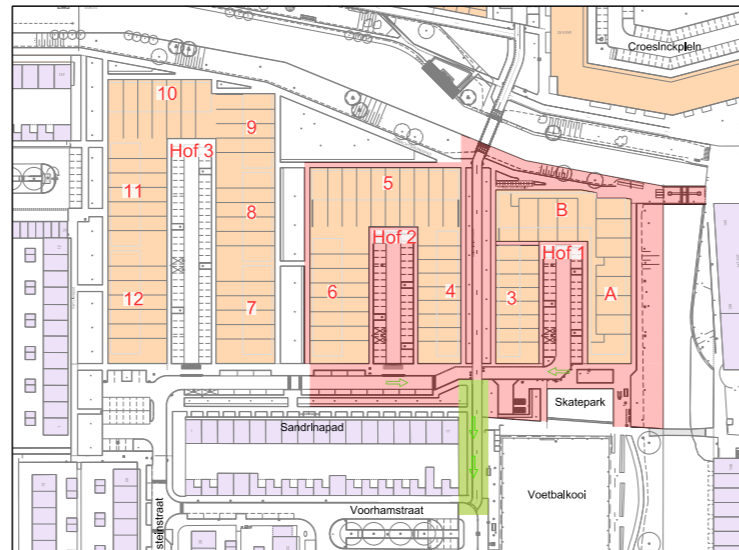 Croesinckplein
10
9
Hof 3
11
8
12
7
5
Hof 2
6
4
B
Hof 1
3
A
Skatepark
Sandrinapad
Voetbalkooi
Voorhamstraat
steinstraat